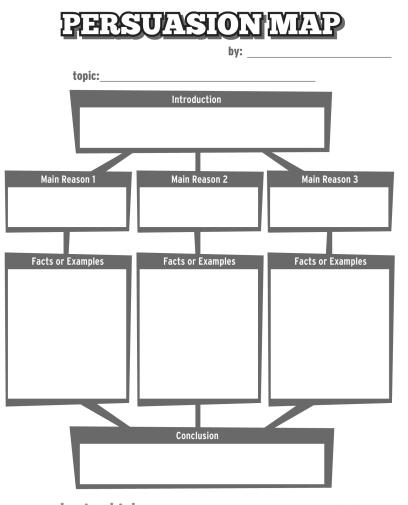 PERSUASION MAP
by:
topic:
Introduction
Main Reason 1 Main Reason 2 Main Reason 3
Facts or Examples Facts or Examples Facts or Examples
Conclusion